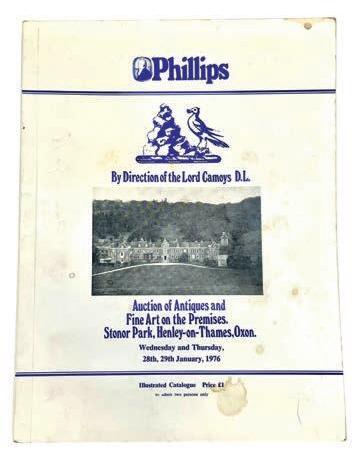 Phillips
By Direction of the Lord Camoys D.L.
Auction of Antiques and
Fine Art on the Premises.
Stonor Park, Henley-on-Thames, Oxon.
Wednesday and Thursday,
28th, 29th January, 1976
Illustrated Catalogue Price £1
to admit two persons only